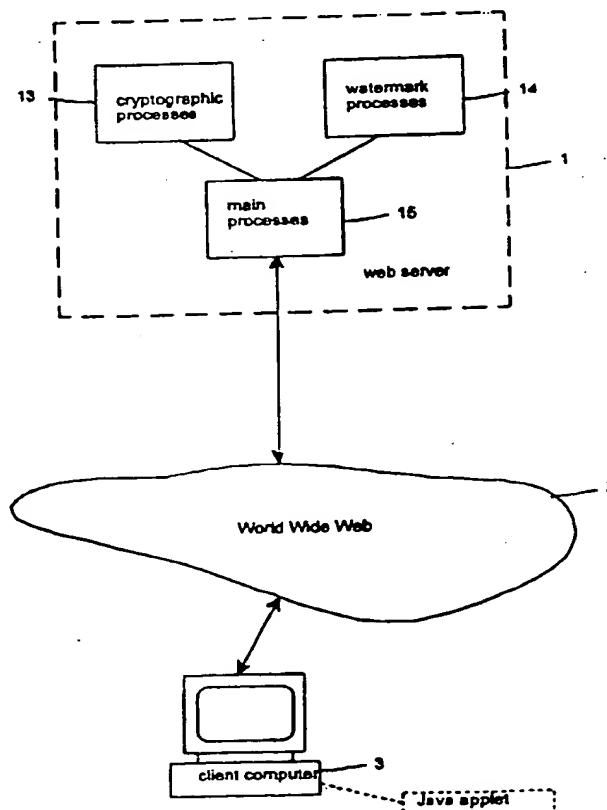 13
cryptographic
processes
watermark
processes
14
1
main
processes
15
web server
World Wide Web
client computer
3
Java applet